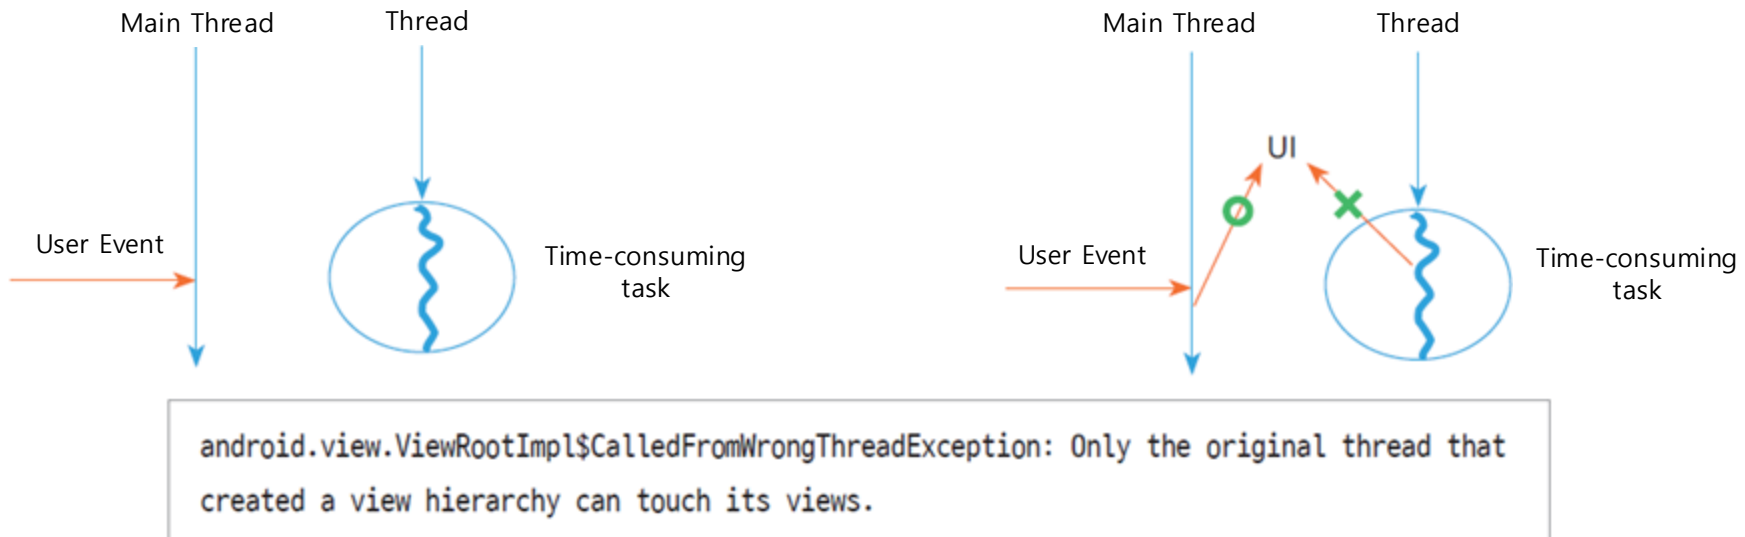 Main Thread
Thread
User Event
Time-consuming
task
Main Thread
Thread
UI
User Event
Time-consuming
task
android.view.ViewRootImpl$CalledFromWrongThreadException: Only the original thread that
created a view hierarchy can touch its views.